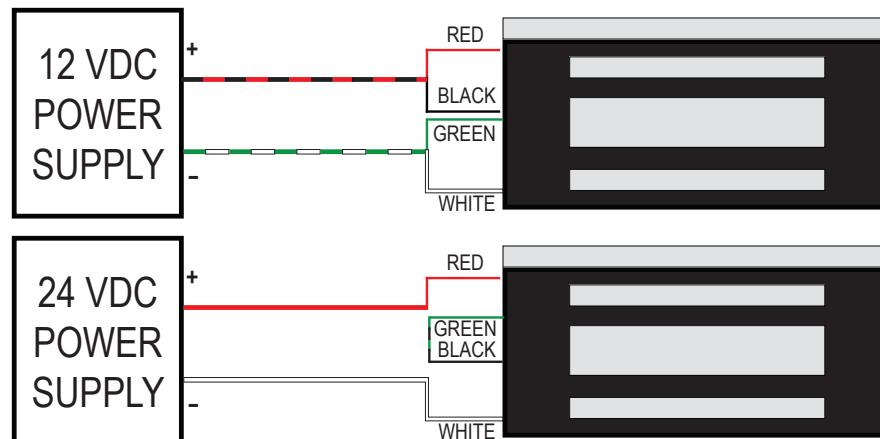 12 VDC
POWER
SUPPLY
+
-
RED
BLACK
GREEN
WHITE
24 VDC
POWER
SUPPLY
+
-
RED
GREEN
BLACK
WHITE